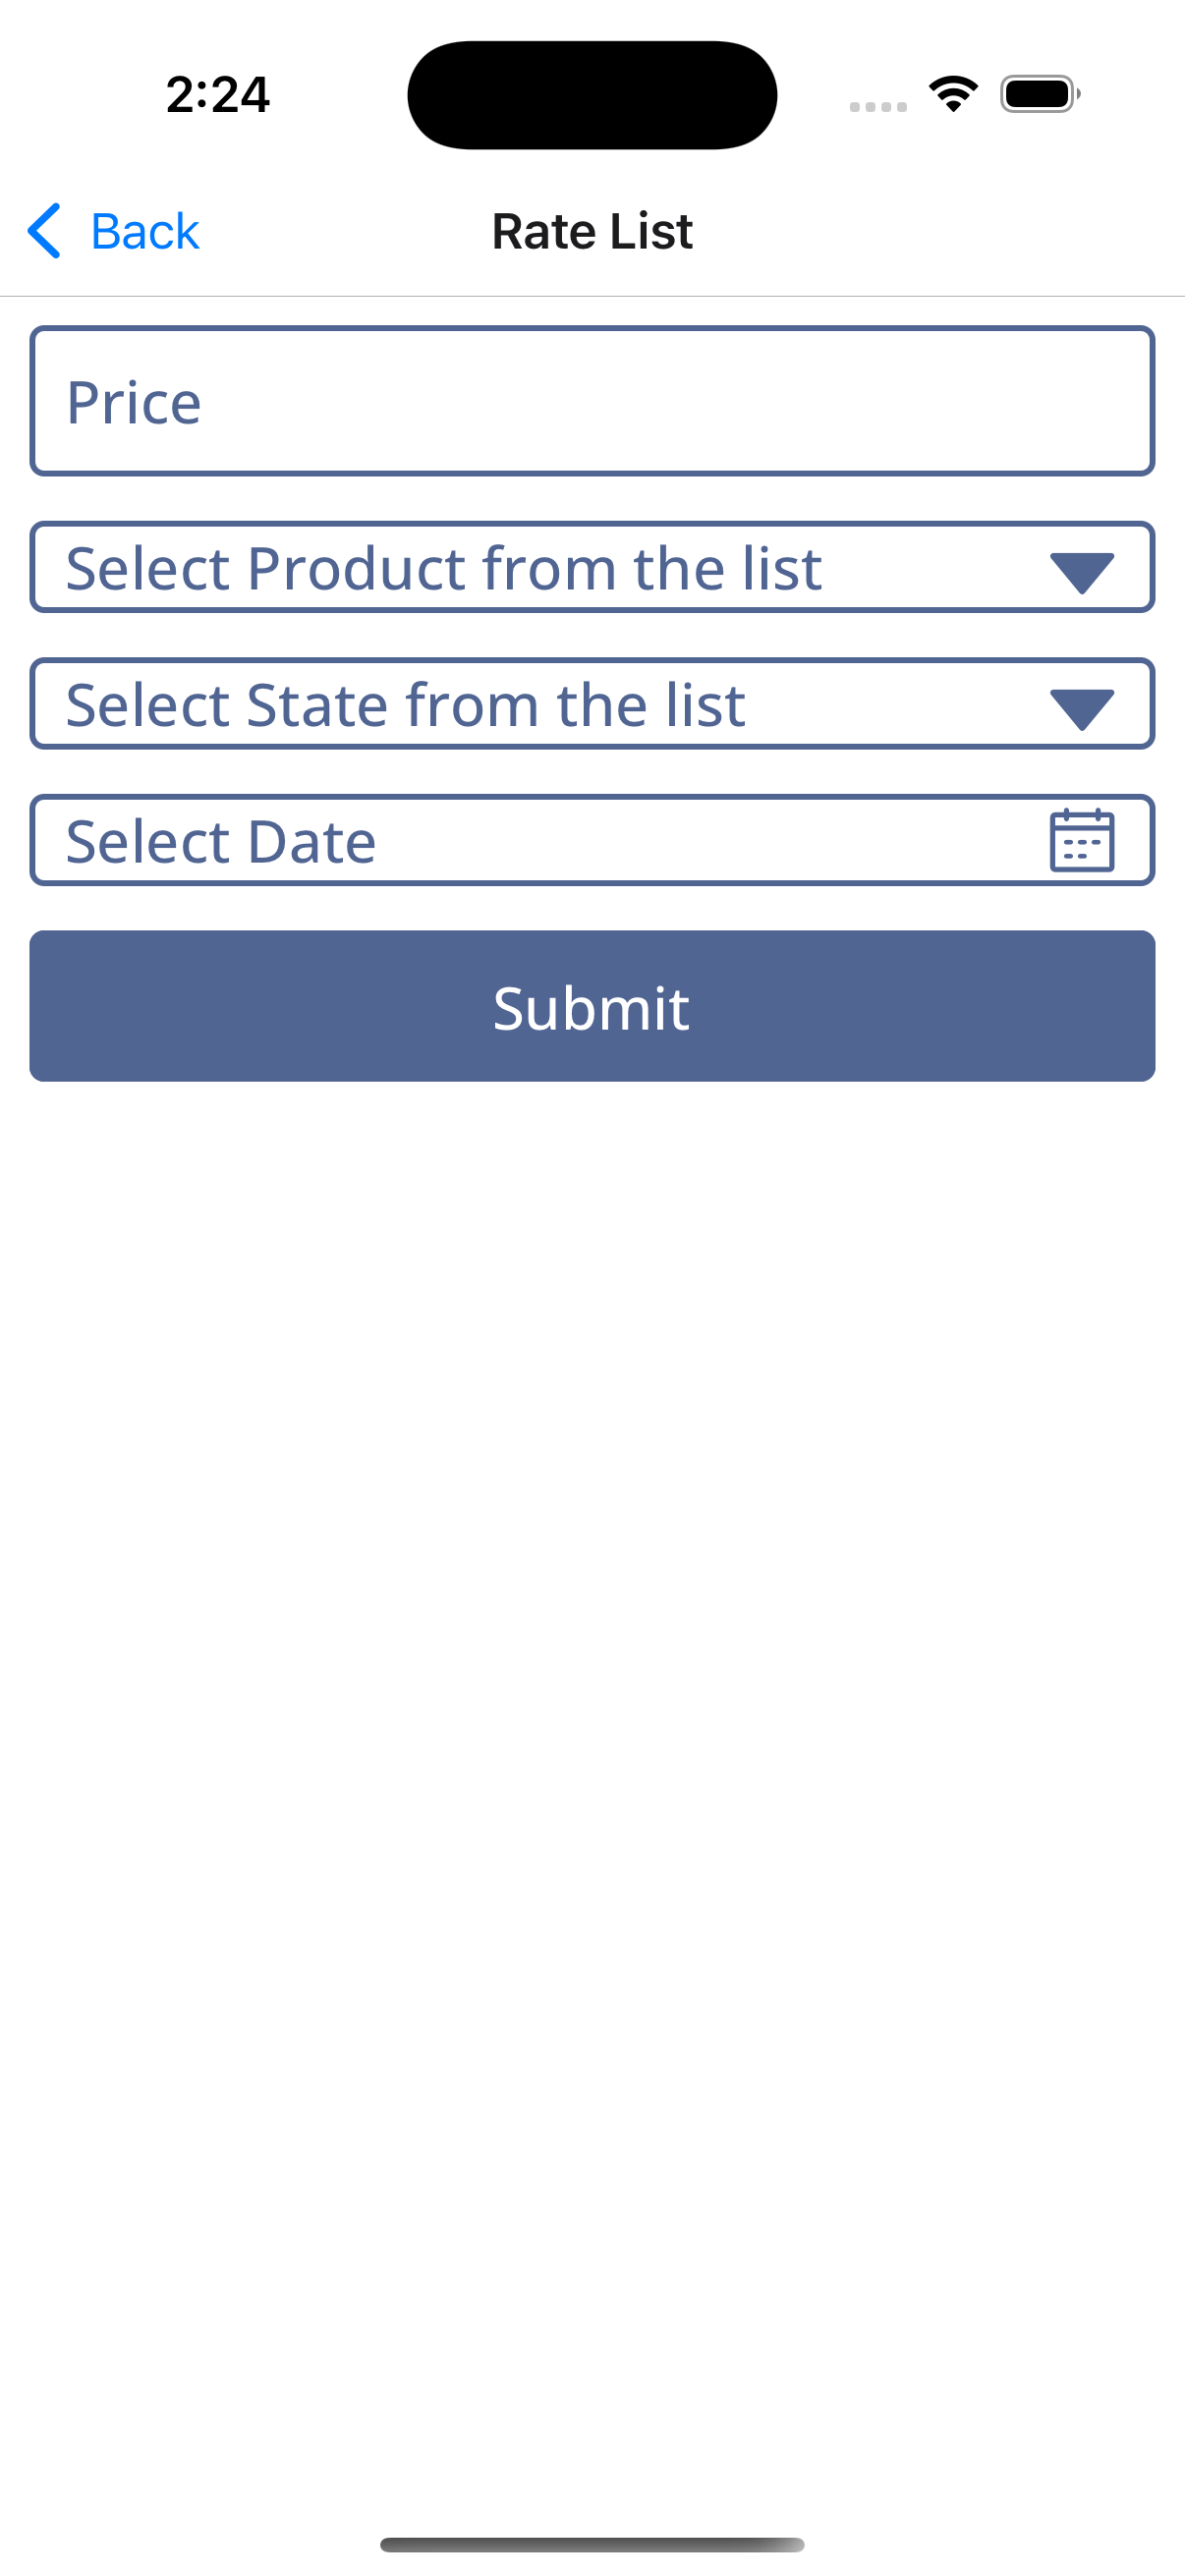 2:24
Back
Rate List
Price
Select Product from the list
Select State from the list
Select Date
Submit